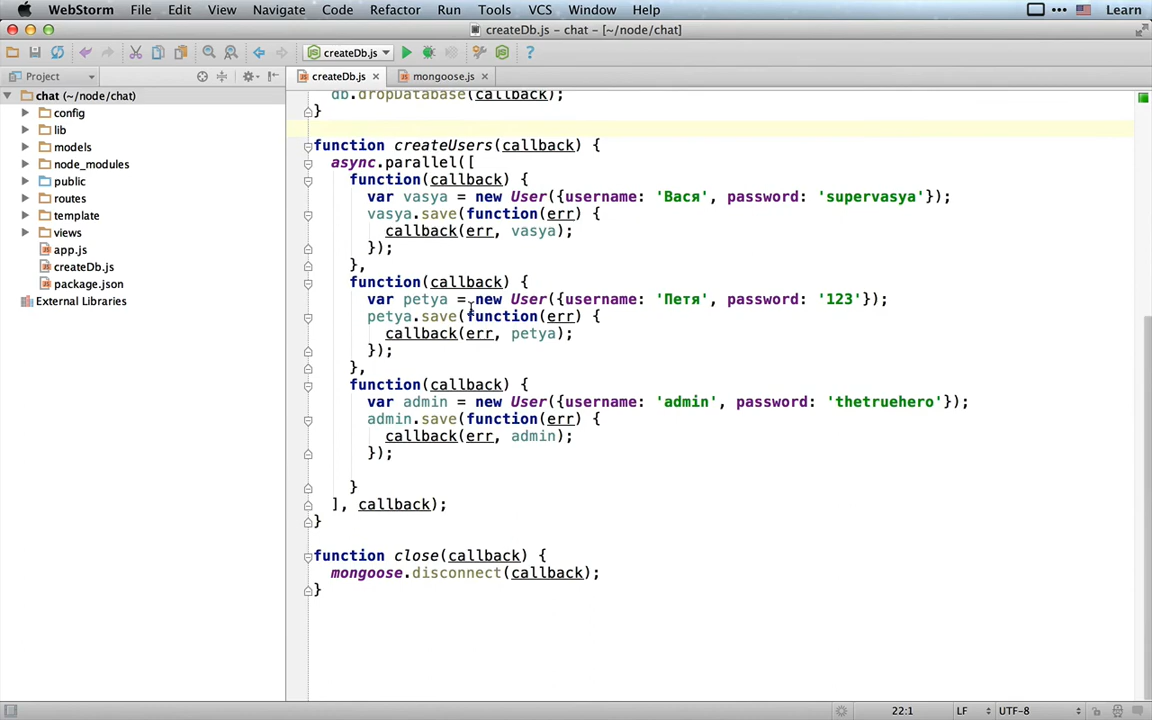 WebStorm File Edit View Navigate Code Refactor Run Tools VCS Window Help Learn
createDb.js – chat – [~/node/chat]
createDb.js
Project createDb.js mongoose.js
chat (~/node/chat)
config
lib
models
node_modules
public
routes
template
views
app.js
createDb.js
package.json
External Libraries
db.dropDatabase(callback);
}
function createUsers(callback) {
async.parallel([
function(callback) {
var vasya = new User({username: 'Вася', password: 'supervasya'});
vasya.save(function(err) {
callback(err, vasya);
});
},
function(callback) {
var petya = new User({username: 'Петя', password: '123'});
petya.save(function(err) {
callback(err, petya);
});
},
function(callback) {
var admin = new User({username: 'admin', password: 'thetruehero'});
admin.save(function(err) {
callback(err, admin);
});
}
], callback);
}
function close(callback) {
mongoose.disconnect(callback);
}
22:1 LF UTF-8